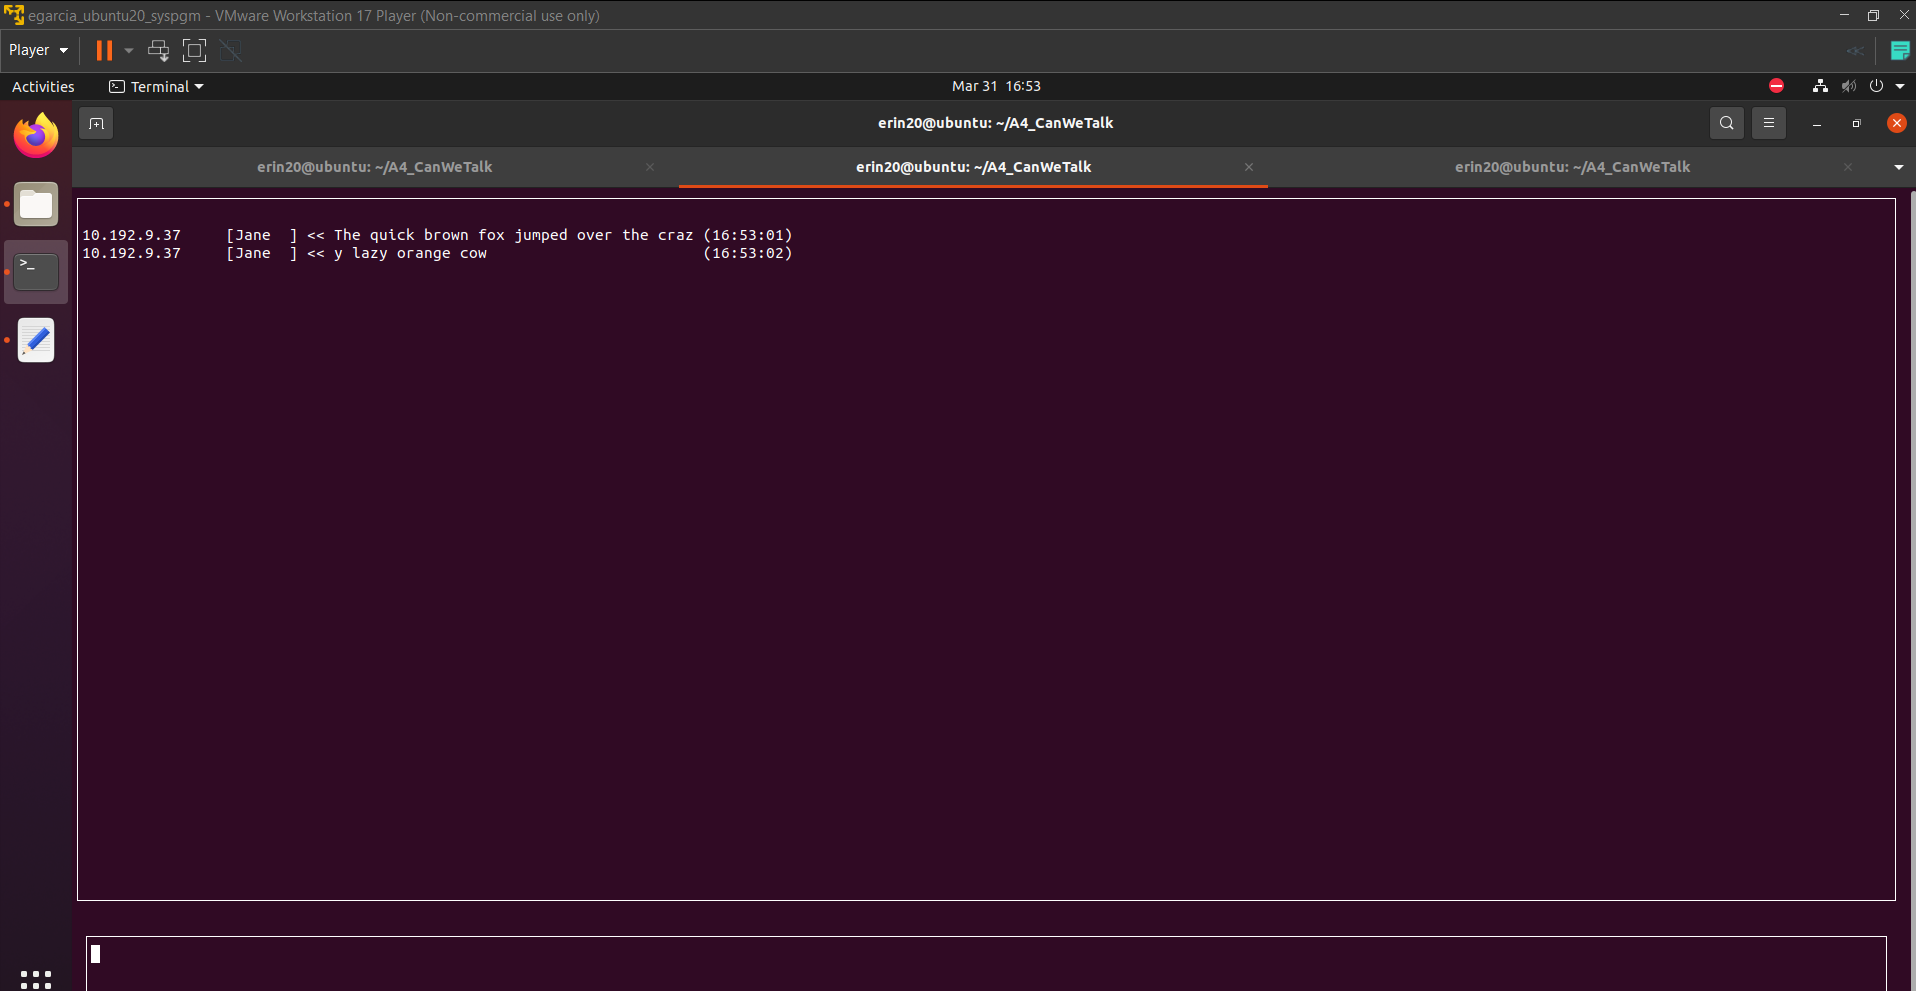 egarcia_ubuntu20_syspgm - VMware Workstation 17 Player (Non-commercial use only)
Player
Activities Terminal Mar 31 16:53
erin20@ubuntu: ~/A4_CanWeTalk
erin20@ubuntu: ~/A4_CanWeTalk erin20@ubuntu: ~/A4_CanWeTalk erin20@ubuntu: ~/A4_CanWeTalk
10.192.9.37     [Jane  ] << The quick brown fox jumped over the craz (16:53:01)
10.192.9.37     [Jane  ] << y lazy orange cow                        (16:53:02)